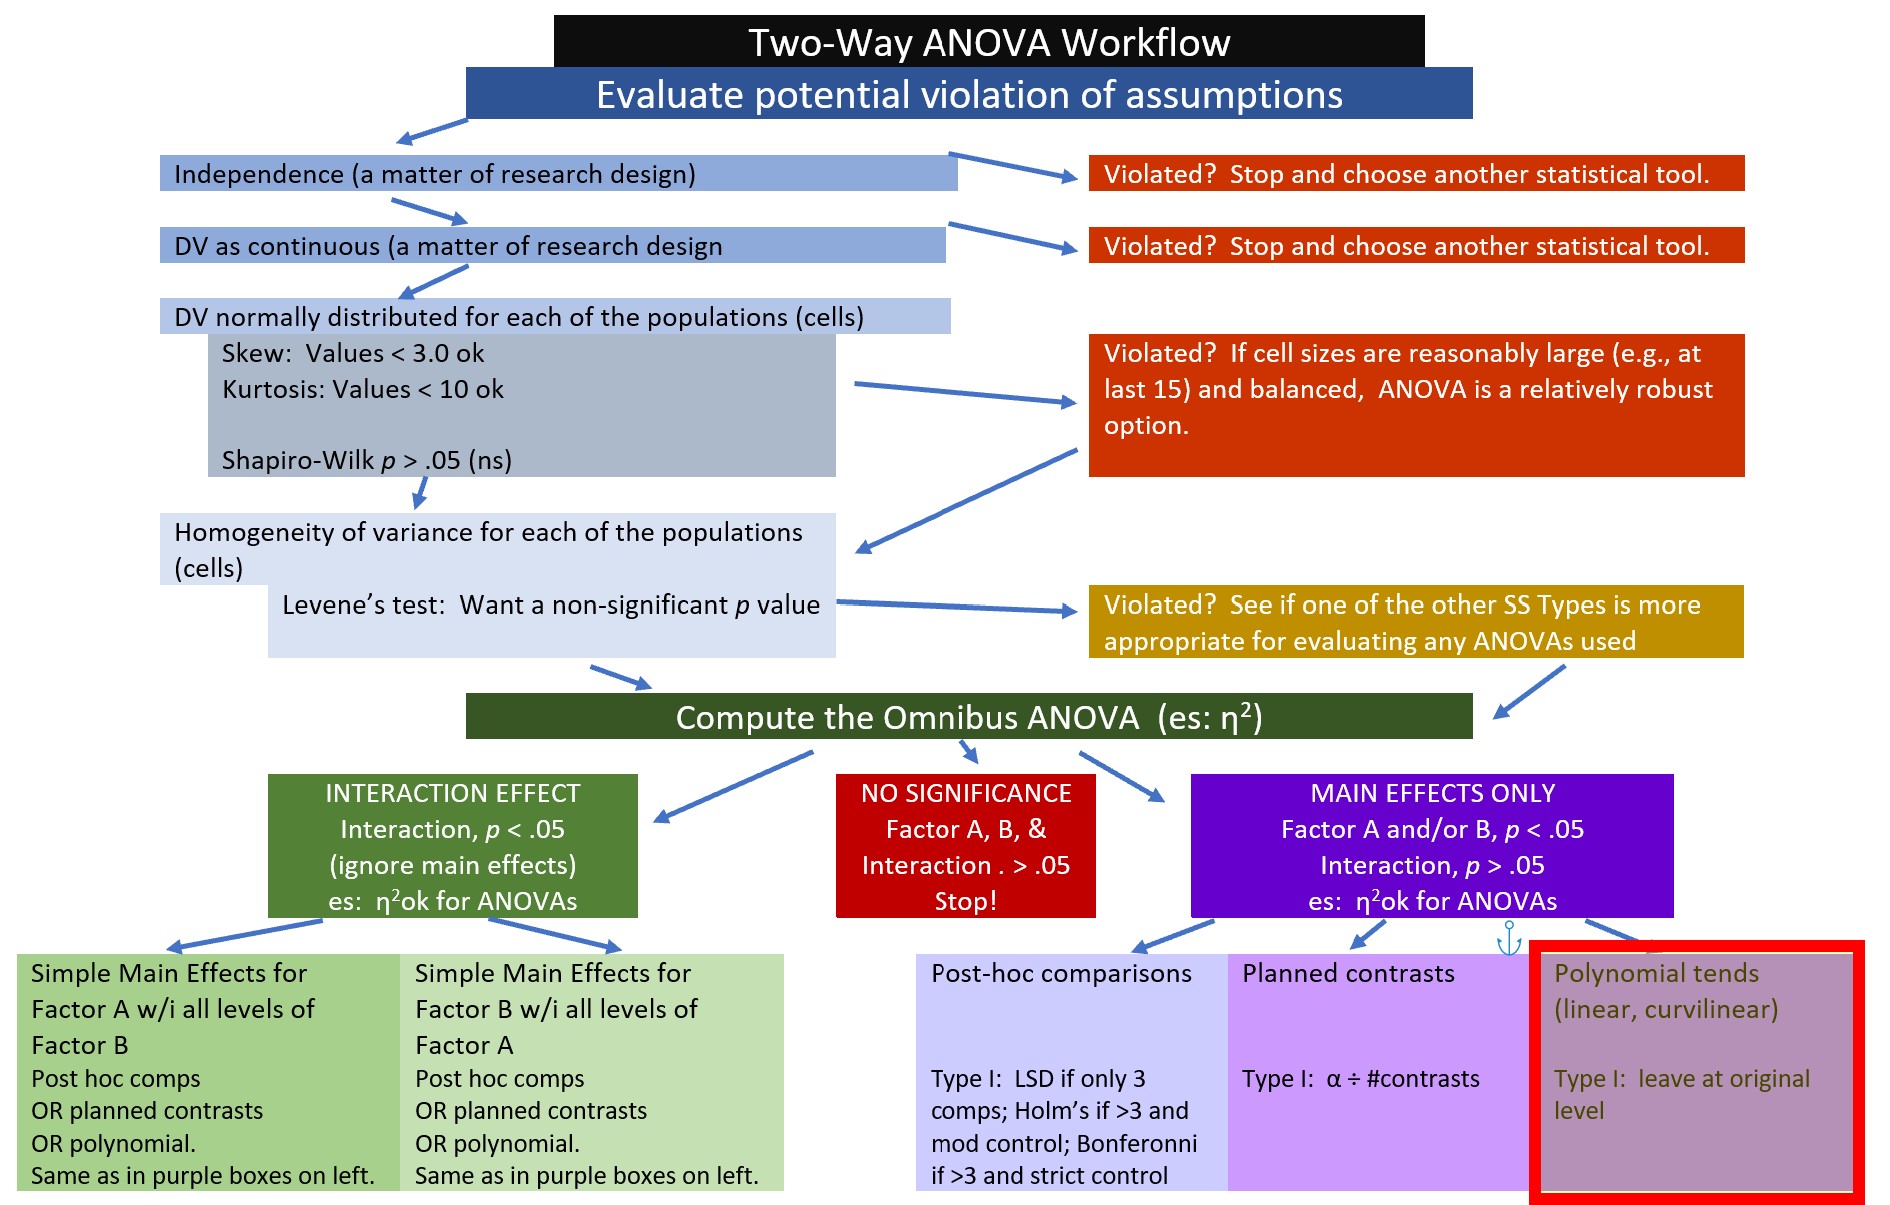 Two-Way ANOVA Workflow
Evaluate potential violation of assumptions
Independence (a matter of research design)
Violated?  Stop and choose another statistical tool.
DV as continuous (a matter of research design
Violated?  Stop and choose another statistical tool.
DV normally distributed for each of the populations (cells)
Skew:  Values < 3.0 ok
Kurtosis: Values < 10 ok
Shapiro-Wilk p > .05 (ns)
Violated?  If cell sizes are reasonably large (e.g., at
last 15) and balanced,  ANOVA is a relatively robust
option.
Homogeneity of variance for each of the populations
(cells)
Levene's test:  Want a non-significant p value
Violated?  See if one of the other SS Types is more
appropriate for evaluating any ANOVAs used
Compute the Omnibus ANOVA  (es: η²)
INTERACTION EFFECT
Interaction, p < .05
(ignore main effects)
es:  η²ok for ANOVAs
NO SIGNIFICANCE
Factor A, B, &
Interaction . > .05
Stop!
MAIN EFFECTS ONLY
Factor A and/or B, p < .05
Interaction, p > .05
es:  η²ok for ANOVAs
Simple Main Effects for
Factor A w/i all levels of
Factor B
Post hoc comps
OR planned contrasts
OR polynomial.
Same as in purple boxes on left.
Simple Main Effects for
Factor B w/i all levels of
Factor A
Post hoc comps
OR planned contrasts
OR polynomial.
Same as in purple boxes on left.
Post-hoc comparisons
Type I:  LSD if only 3
comps; Holm's if >3 and
mod control; Bonferonni
if >3 and strict control
Planned contrasts
Type I:  α ÷ #contrasts
Polynomial tends
(linear, curvilinear)
Type I:  leave at original
level